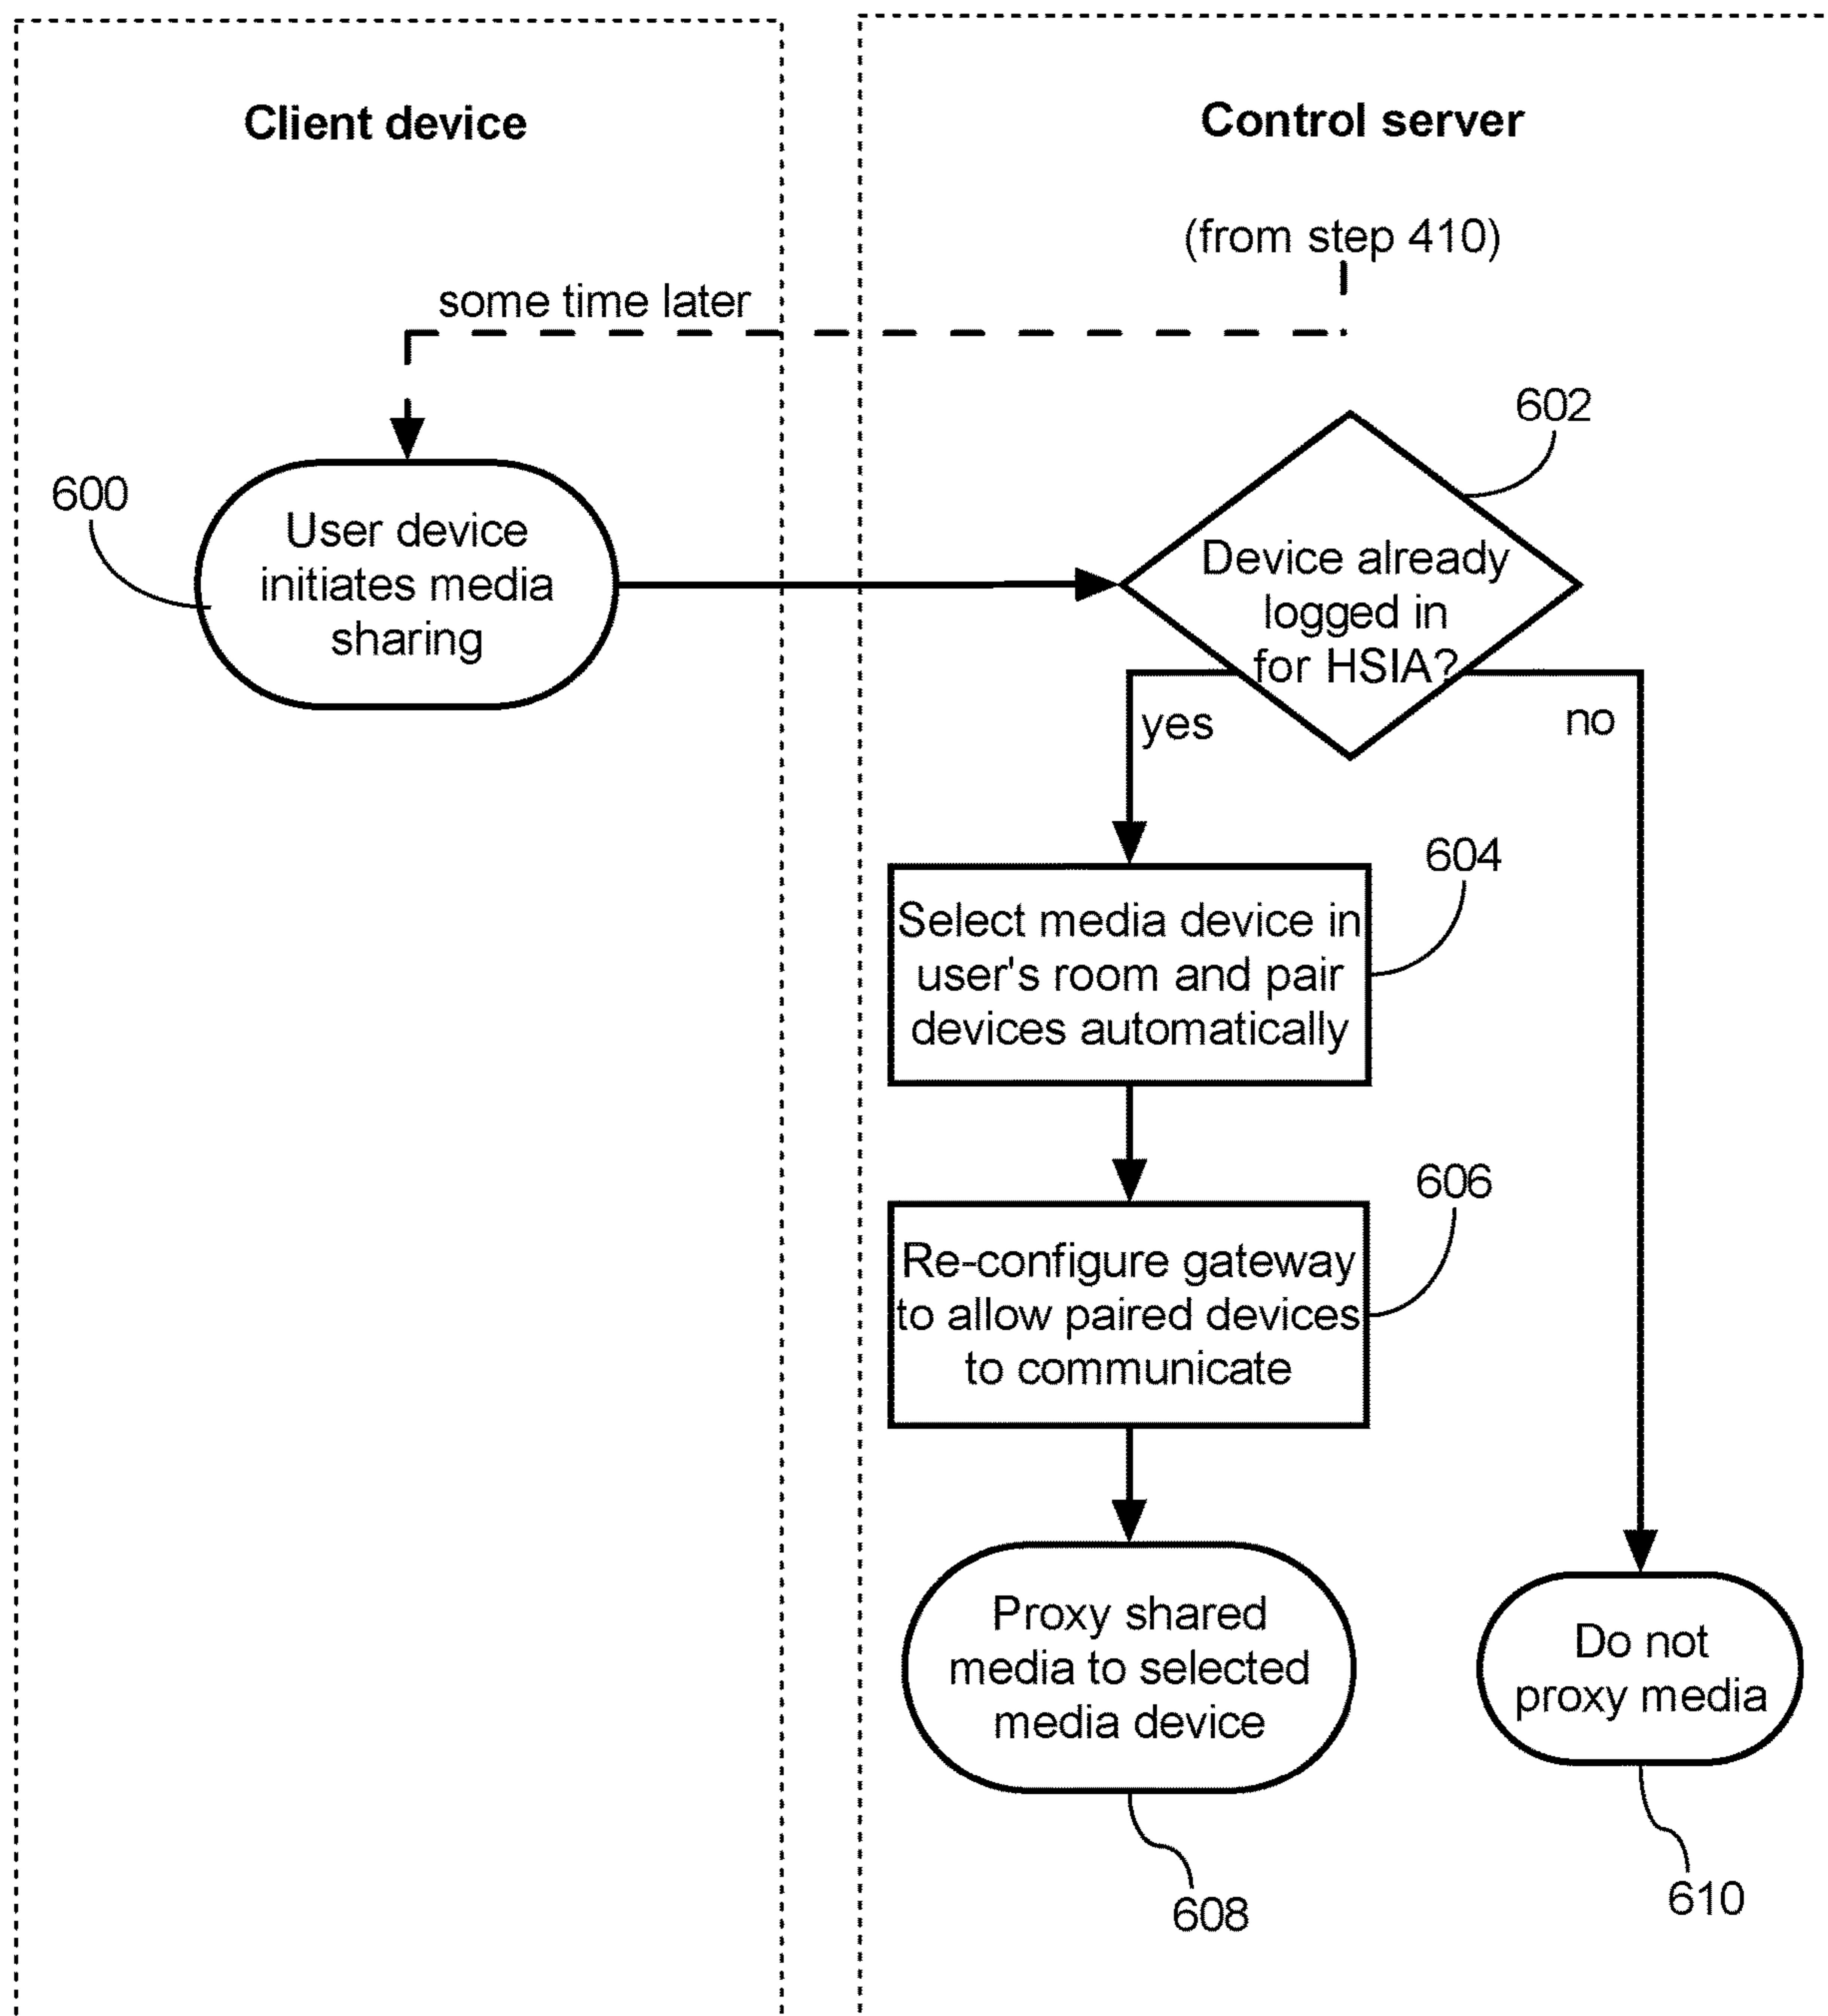 Client device
Control server
(from step 410)
some time later
602
600
User device
initiates media
sharing
Device already
logged in
for HSIA?
yes
no
604
Select media device in
user's room and pair
devices automatically
606
Re-configure gateway
to allow paired devices
to communicate
Proxy shared
media to selected
media device
Do not
proxy media
608
610